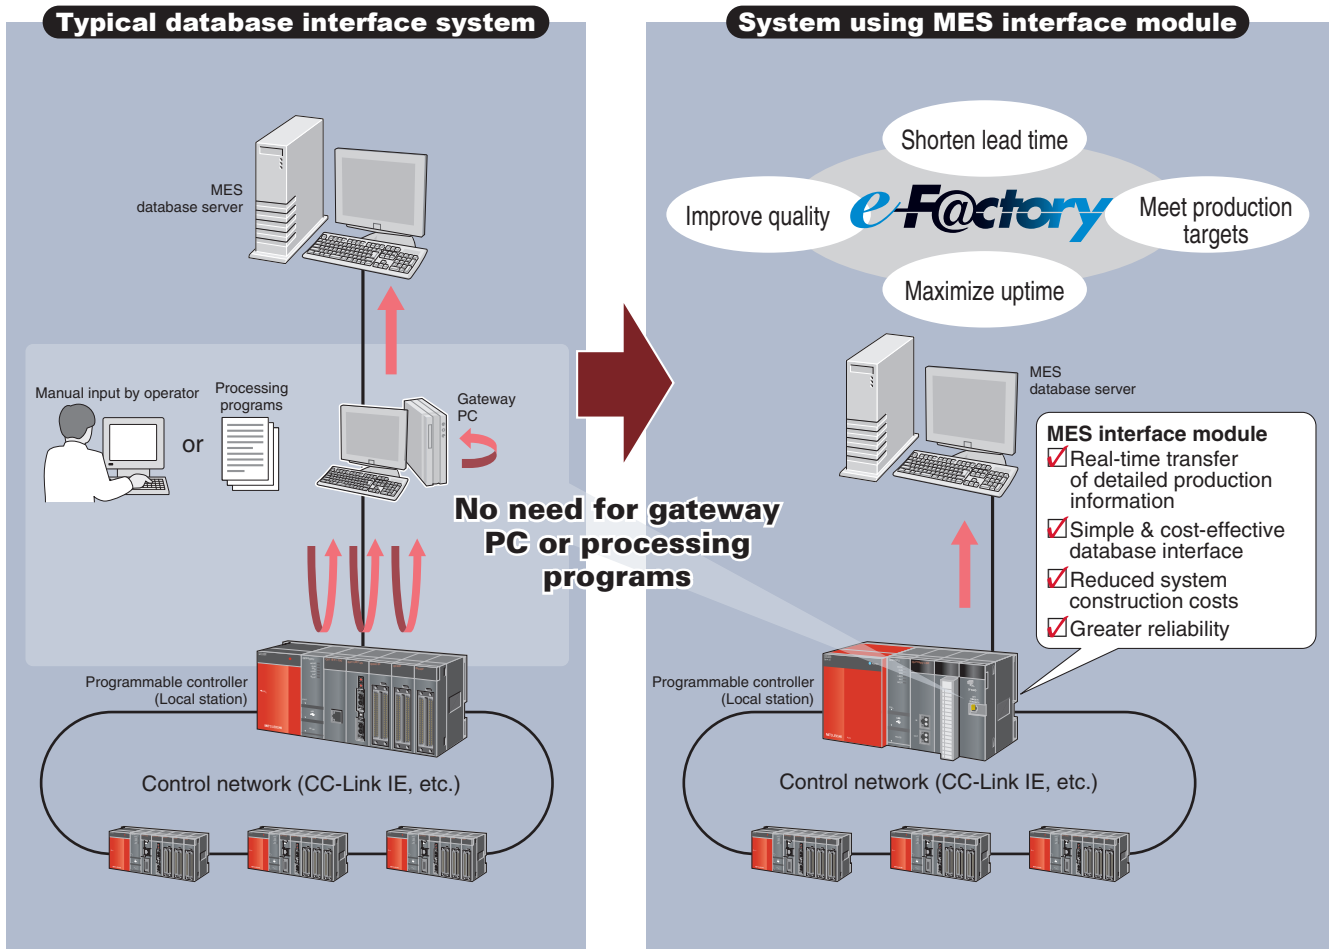 Typical database interface system
MES
database server
Manual input by operator
or
Processing
programs
Gateway
PC
Programmable controller
(Local station)
Control network (CC-Link IE, etc.)
No need for gateway
PC or processing
programs
System using MES interface module
Shorten lead time
Improve quality
e-F@ctory
Meet production
targets
Maximize uptime
MES
database server
MES interface module
Real-time transfer
of detailed production
information
Simple & cost-effective
database interface
Reduced system
construction costs
Greater reliability
Programmable controller
(Local station)
Control network (CC-Link IE, etc.)